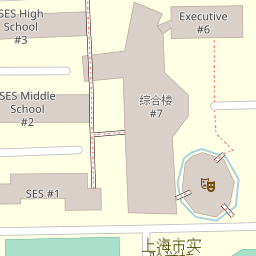 SES High
School
#3
Executive
#6
SES Middle
School
#2
综合楼
#7
SES #1
上海市实